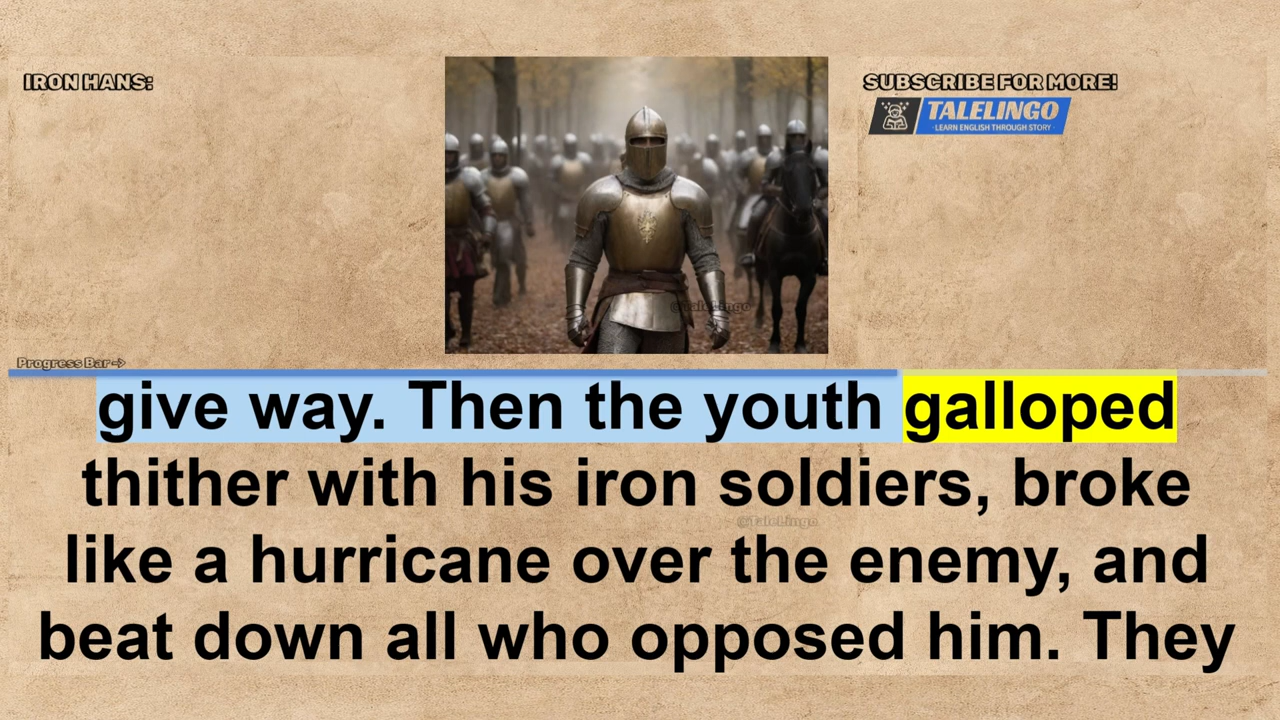 IRON HANS:
SUBSCRIBE FOR MORE!
TALELINGO
· LEARN ENGLISH THROUGH STORY ·
@TaleLingo
Progress Bar->
give way. Then the youth galloped
thither with his iron soldiers, broke
@TaleLingo
like a hurricane over the enemy, and
beat down all who opposed him. They